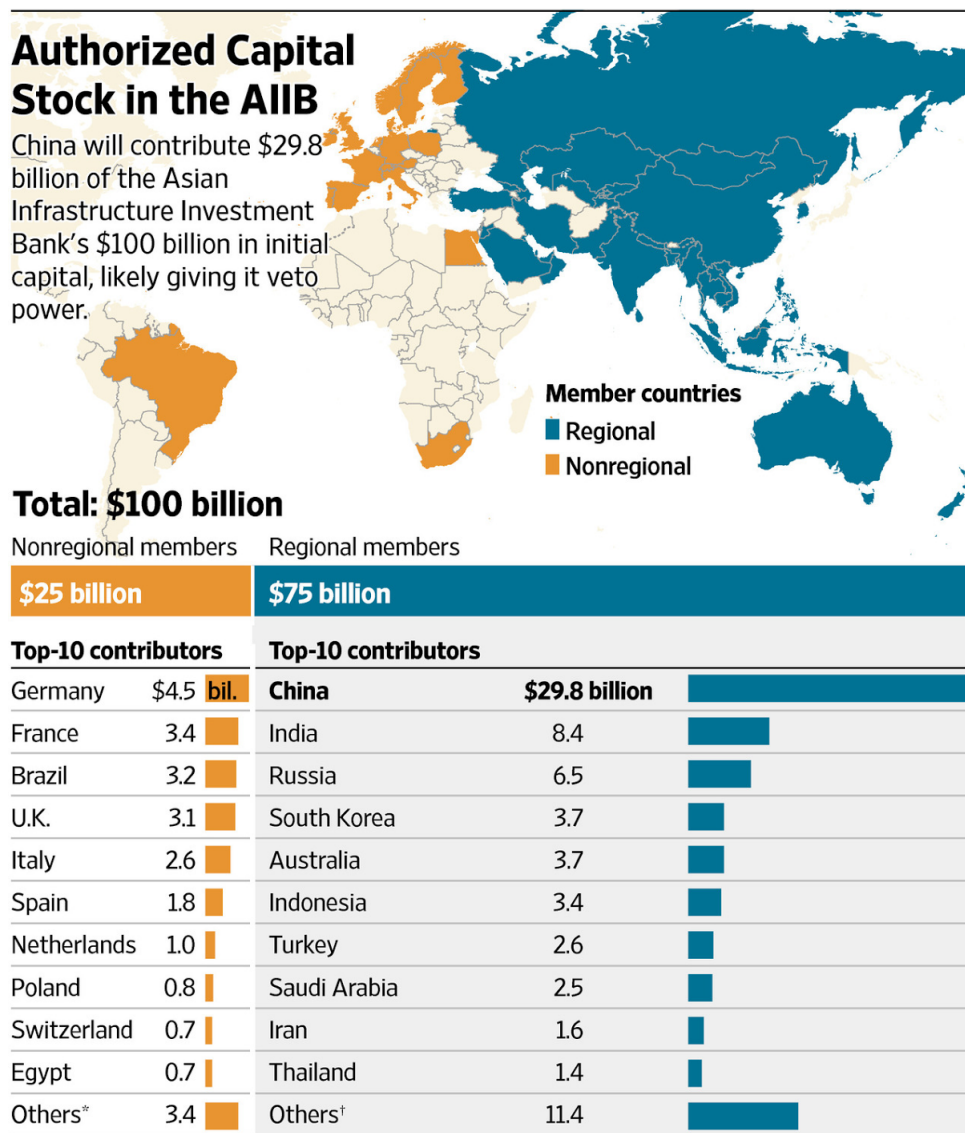 Authorized Capital
Stock in the AIIB
China will contribute $29.8
billion of the Asian
Infrastructure Investment
Bank's $100 billion in initial
capital, likely giving it veto
power.
Member countries
Regional
Nonregional
Total: $100 billion
Nonregional members Regional members
$25 billion $75 billion
Top-10 contributors Top-10 contributors
Germany $4.5 bil. China $29.8 billion
France 3.4 India 8.4
Brazil 3.2 Russia 6.5
U.K. 3.1 South Korea 3.7
Italy 2.6 Australia 3.7
Spain 1.8 Indonesia 3.4
Netherlands 1.0 Turkey 2.6
Poland 0.8 Saudi Arabia 2.5
Switzerland 0.7 Iran 1.6
Egypt 0.7 Thailand 1.4
Others* 3.4 Others† 11.4